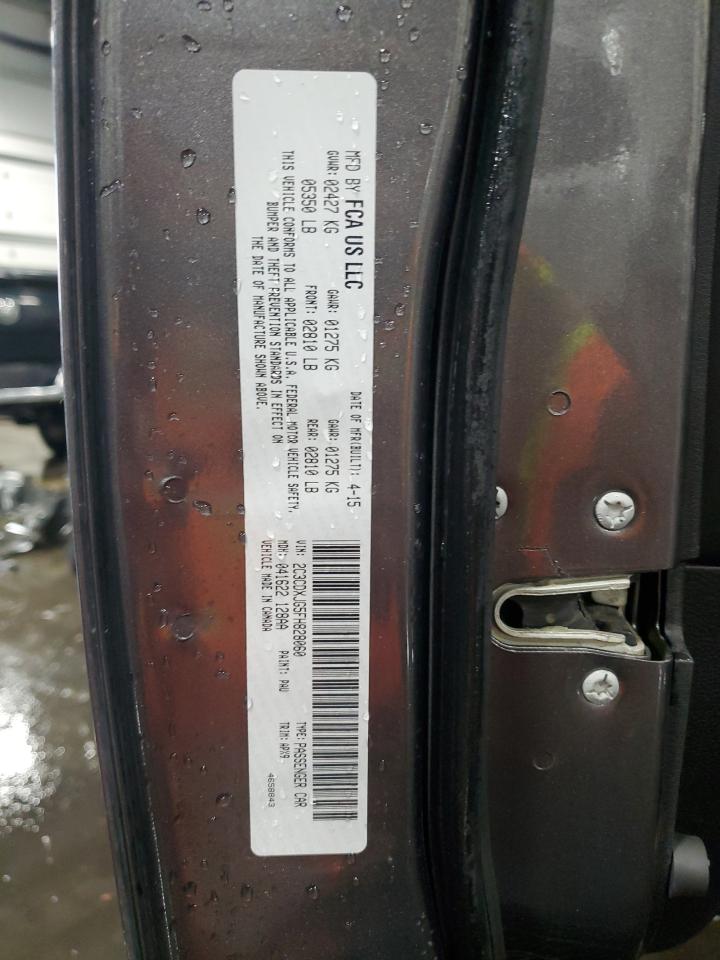 MFD BY FCA US LLC
DATE OF MFR(BUILT): 4-15
GVWR: 02427 KG
GAWR: 01275 KG
GAWR: 01275 KG
05350 LB
FRONT: 02810 LB
REAR: 02810 LB
THIS VEHICLE CONFORMS TO ALL APPLICABLE U.S.A. FEDERAL MOTOR VEHICLE SAFETY,
BUMPER AND THEFT PREVENTION STANDARDS IN EFFECT ON
THE DATE OF MANUFACTURE SHOWN ABOVE.
VIN: 2C3CDXJG5FH828060
TYPE: PASSENGER CAR
MDH: 041622 128AA
PAINT: PAU
TRIM: APX9
VEHICLE MADE IN CANADA
4658843